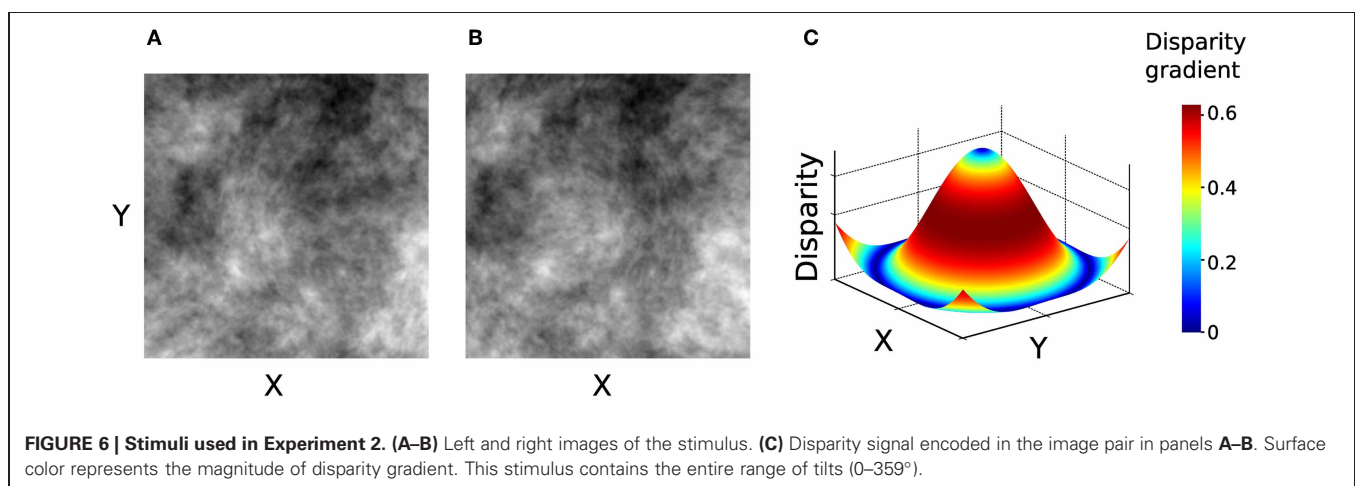 A
B
C
Disparity
gradient
0.6
0.4
0.2
0
Disparity
X
Y
Y
X
X
FIGURE 6 | Stimuli used in Experiment 2. (A–B) Left and right images of the stimulus. (C) Disparity signal encoded in the image pair in panels A–B. Surface
color represents the magnitude of disparity gradient. This stimulus contains the entire range of tilts (0–359°).